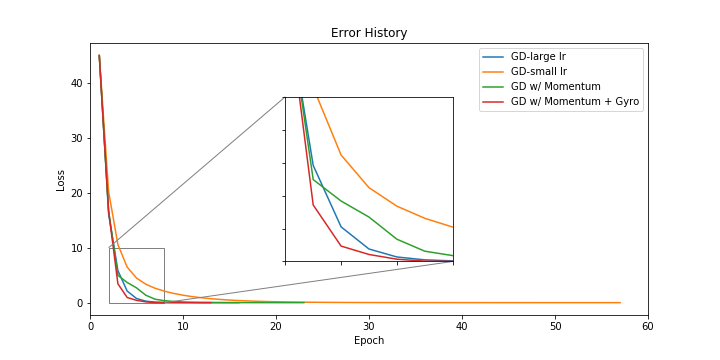 Error History
GD-large lr
GD-small lr
GD w/ Momentum
GD w/ Momentum + Gyro
Loss
40
30
20
10
0
0 10 20 30 40 50 60
Epoch